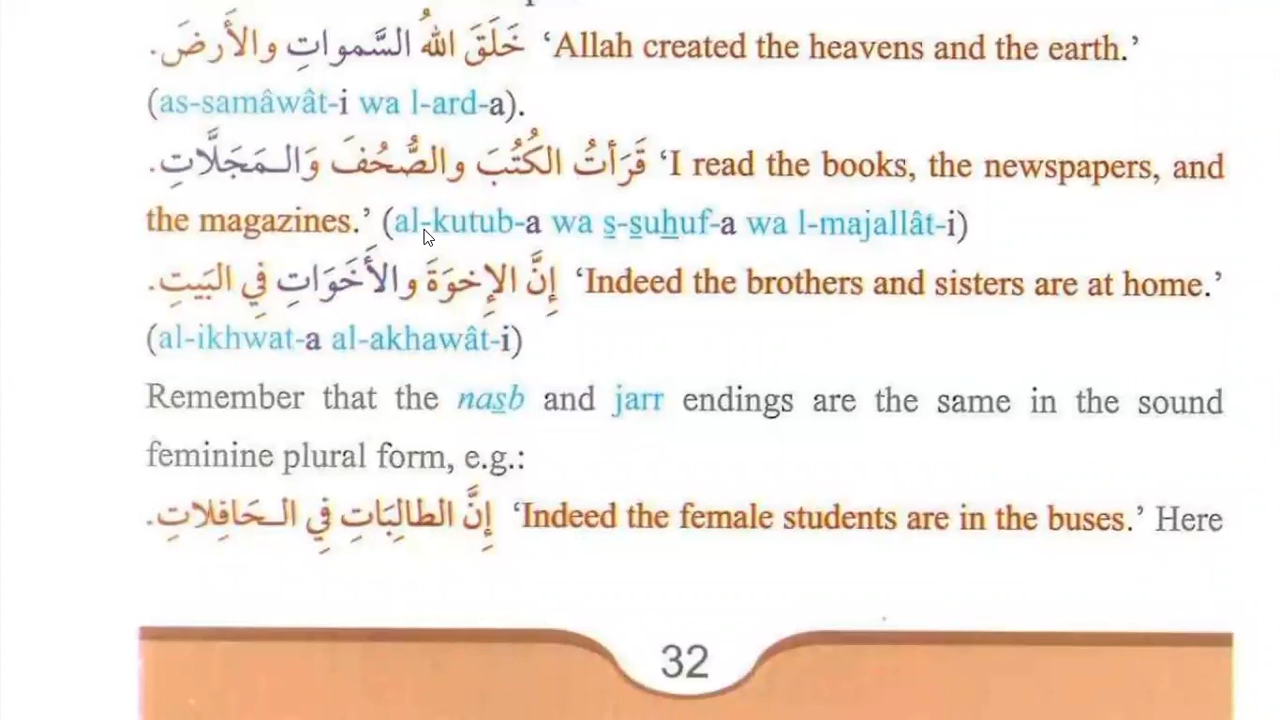 خَلَقَ اللهُ السَّمواتِ والأَرضَ. ‘Allah created the heavens and the earth.’
(as-samâwât-i wa l-ard-a).
قَرَأتُ الكُتُبَ والصُّحُفَ وَالـمَجَلَّاتِ. ‘I read the books, the newspapers, and
the magazines.’ (al-kutub-a wa s-suhuf-a wa l-majallât-i)
إِنَّ الإِخوَةَ والأَخَوَاتِ فِي البَيتِ. ‘Indeed the brothers and sisters are at home.’
(al-ikhwat-a al-akhawât-i)
Remember that the nasb and jarr endings are the same in the sound
feminine plural form, e.g.:
إِنَّ الطالِبَاتِ فِي الـحَافِلاتِ. ‘Indeed the female students are in the buses.’ Here
32